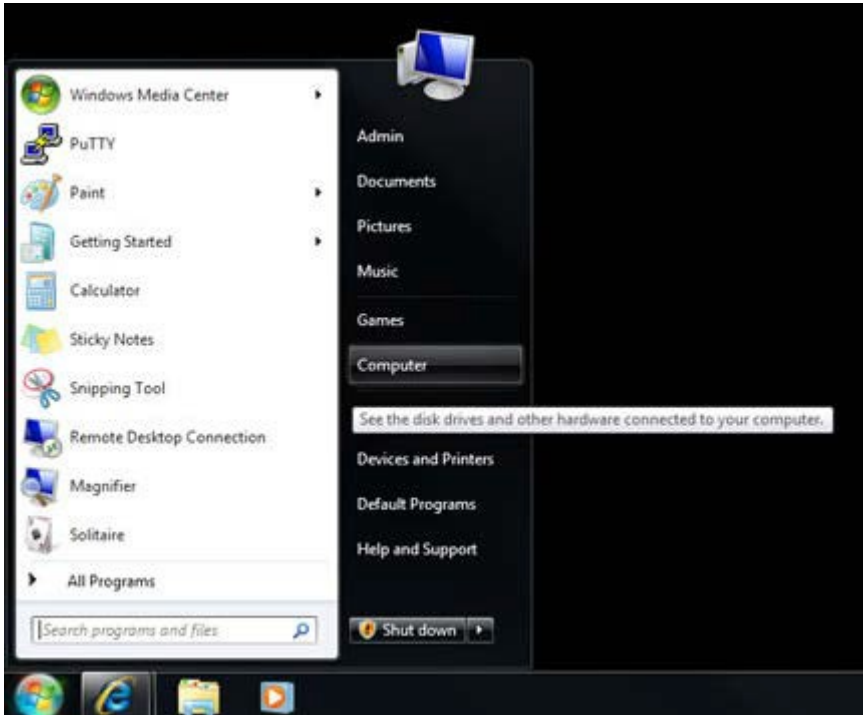 Windows Media Center
PuTTY
Paint
Getting Started
Calculator
Sticky Notes
Snipping Tool
Remote Desktop Connection
Magnifier
Solitaire
All Programs
Search programs and files
Admin
Documents
Pictures
Music
Games
Computer
See the disk drives and other hardware connected to your computer.
Devices and Printers
Default Programs
Help and Support
Shut down